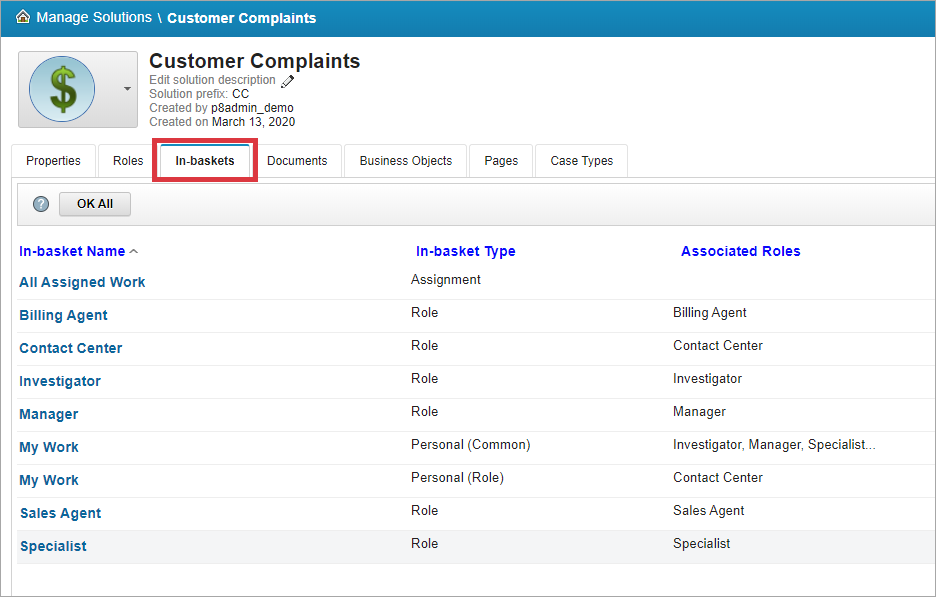 Manage Solutions \ Customer Complaints
$
Customer Complaints
Edit solution description
Solution prefix: CC
Created by p8admin_demo
Created on March 13, 2020
Properties Roles In-baskets Documents Business Objects Pages Case Types
? OK All
In-basket Name In-basket Type Associated Roles
All Assigned Work Assignment
Billing Agent Role Billing Agent
Contact Center Role Contact Center
Investigator Role Investigator
Manager Role Manager
My Work Personal (Common) Investigator, Manager, Specialist...
My Work Personal (Role) Contact Center
Sales Agent Role Sales Agent
Specialist Role Specialist